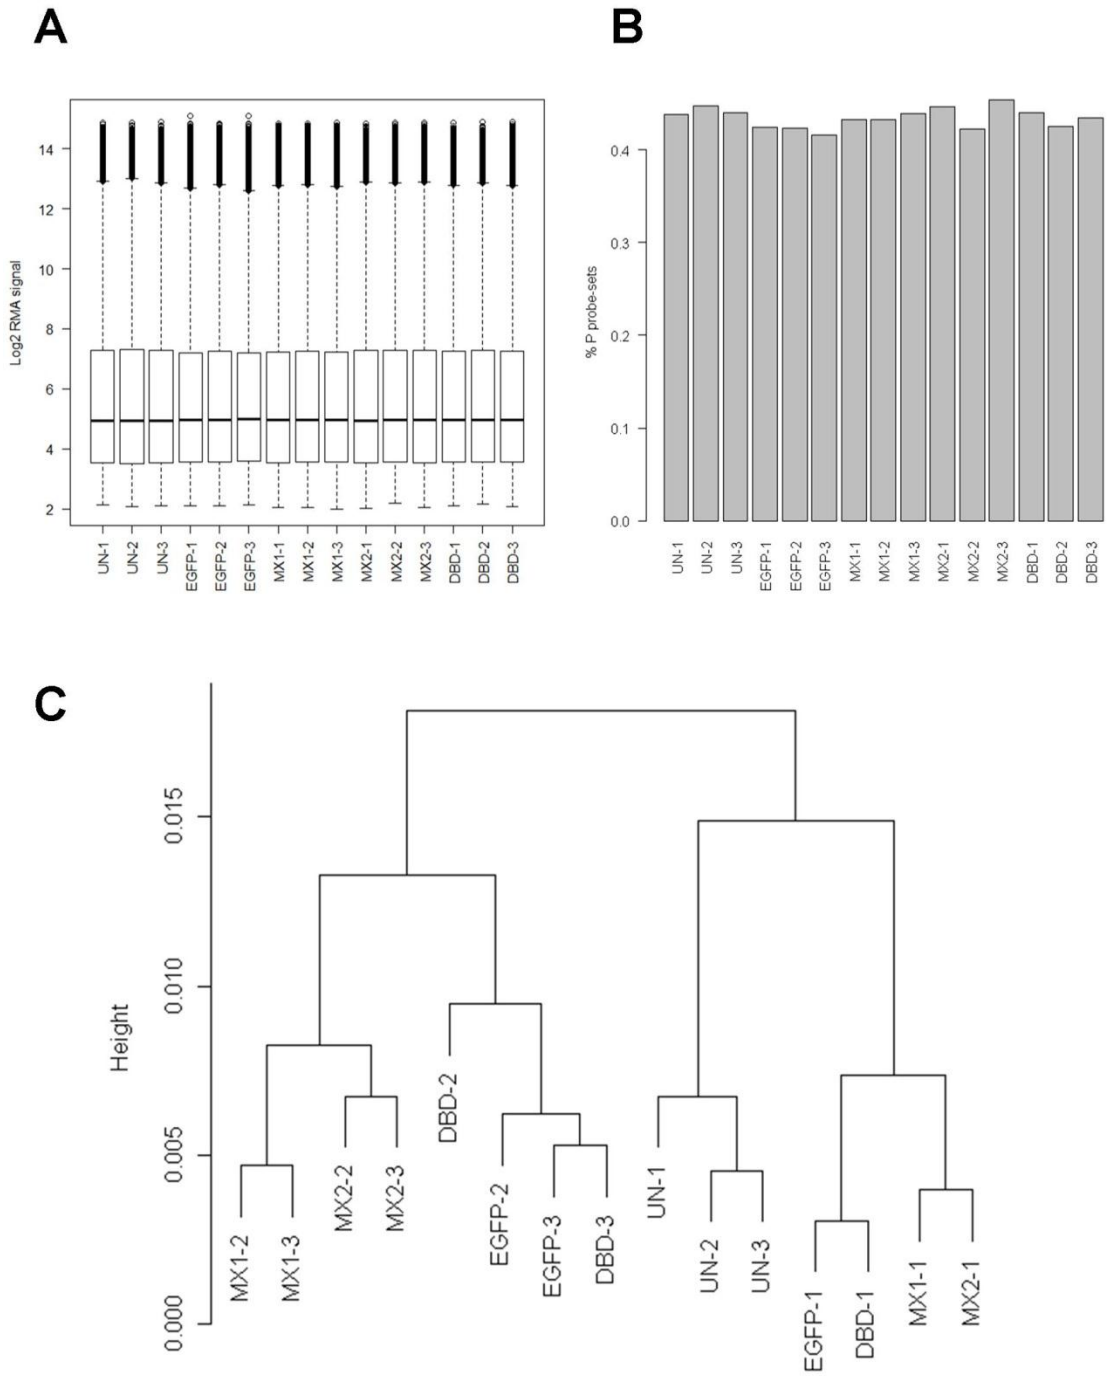 A
B
Log2 RMA signal
14
12
10
8
6
4
2
UN-1
UN-2
UN-3
EGFP-1
EGFP-2
EGFP-3
MX1-1
MX1-2
MX1-3
MX2-1
MX2-2
MX2-3
DBD-1
DBD-2
DBD-3
% P probe-sets
0.4
0.3
0.2
0.1
0.0
UN-1
UN-2
UN-3
EGFP-1
EGFP-2
EGFP-3
MX1-1
MX1-2
MX1-3
MX2-1
MX2-2
MX2-3
DBD-1
DBD-2
DBD-3
C
Height
0.015
0.010
0.005
0.000
MX1-2
MX1-3
MX2-2
MX2-3
DBD-2
EGFP-2
EGFP-3
DBD-3
UN-1
UN-2
UN-3
EGFP-1
DBD-1
MX1-1
MX2-1